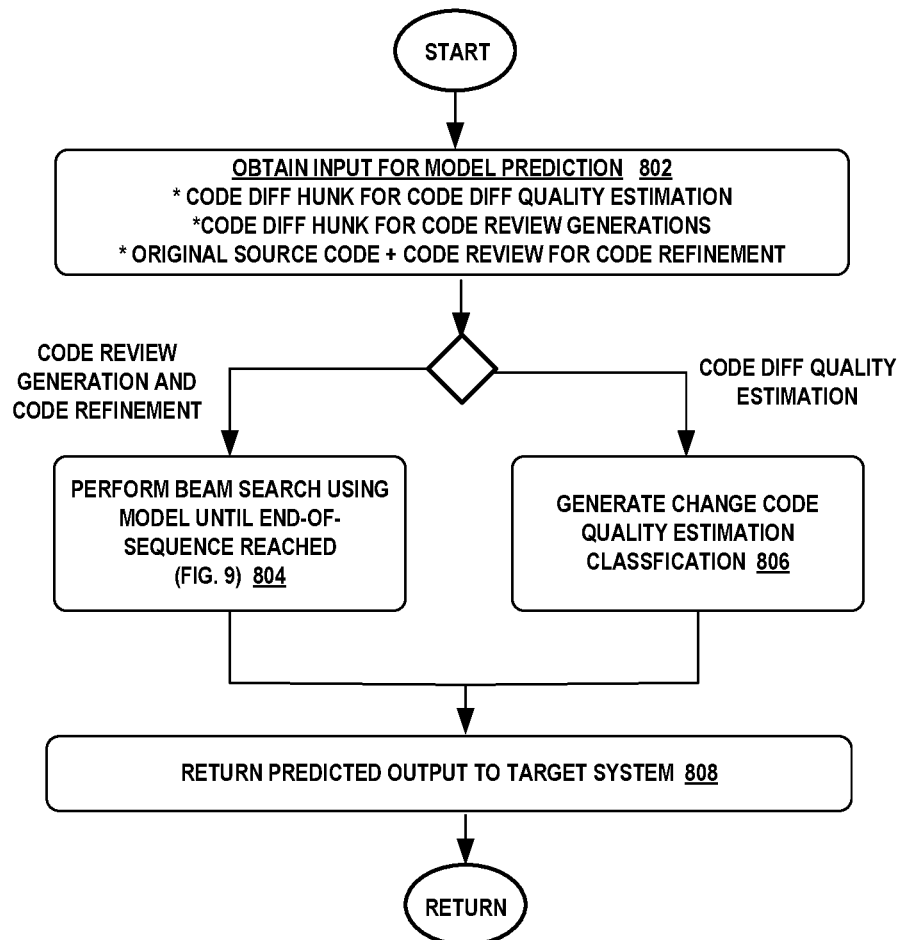 START
OBTAIN INPUT FOR MODEL PREDICTION 802
* CODE DIFF HUNK FOR CODE DIFF QUALITY ESTIMATION
*CODE DIFF HUNK FOR CODE REVIEW GENERATIONS
* ORIGINAL SOURCE CODE + CODE REVIEW FOR CODE REFINEMENT
CODE REVIEW
GENERATION AND
CODE REFINEMENT
CODE DIFF QUALITY
ESTIMATION
PERFORM BEAM SEARCH USING
MODEL UNTIL END-OF-
SEQUENCE REACHED
(FIG. 9) 804
GENERATE CHANGE CODE
QUALITY ESTIMATION
CLASSFICATION 806
RETURN PREDICTED OUTPUT TO TARGET SYSTEM 808
RETURN